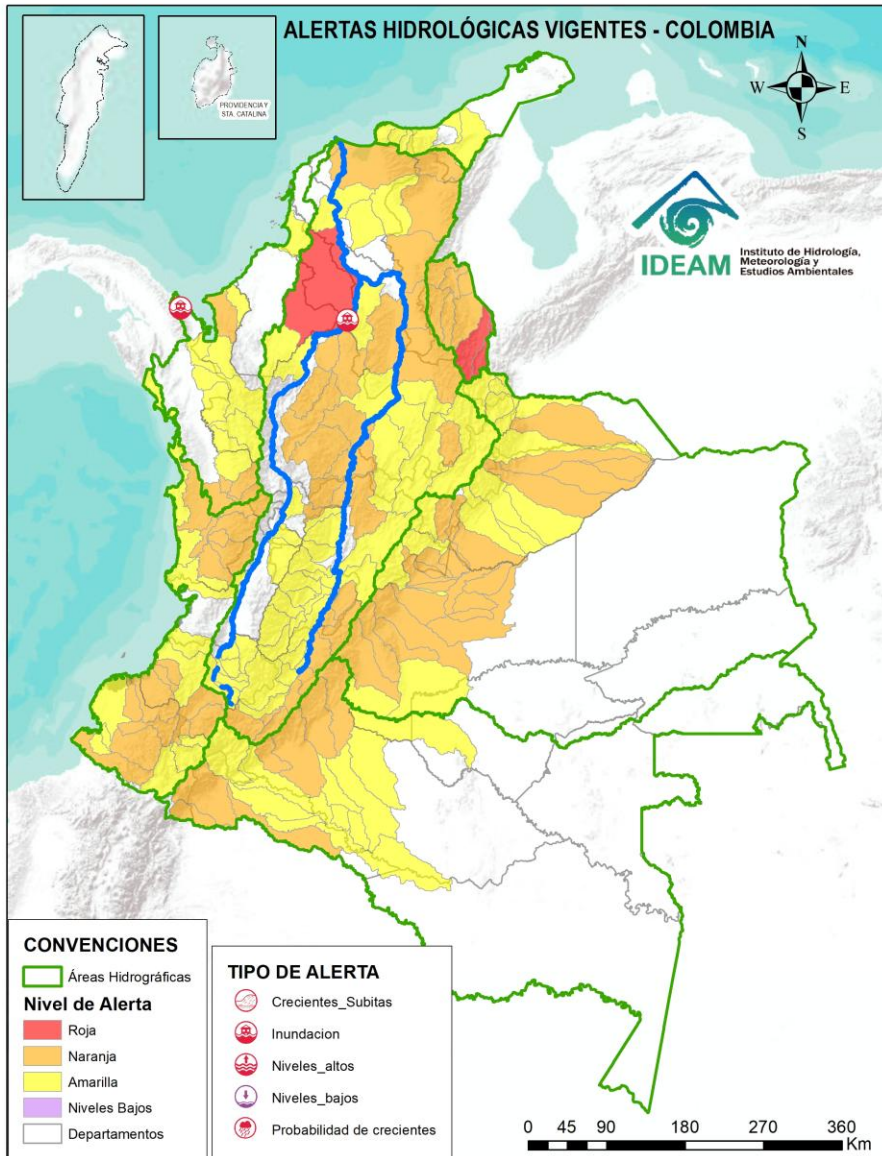 ALERTAS HIDROLÓGICAS VIGENTES - COLOMBIA
PROVIDENCIA Y
STA. CATALINA
N
W
E
S
IDEAM
Instituto de Hidrología,
Meteorología y
Estudios Ambientales
CONVENCIONES
Áreas Hidrográficas
Nivel de Alerta
Roja
Naranja
Amarilla
Niveles Bajos
Departamentos
TIPO DE ALERTA
Crecientes_Subitas
Inundacion
Niveles_altos
Niveles_bajos
Probabilidad de crecientes
0 45 90 180 270 360
Km